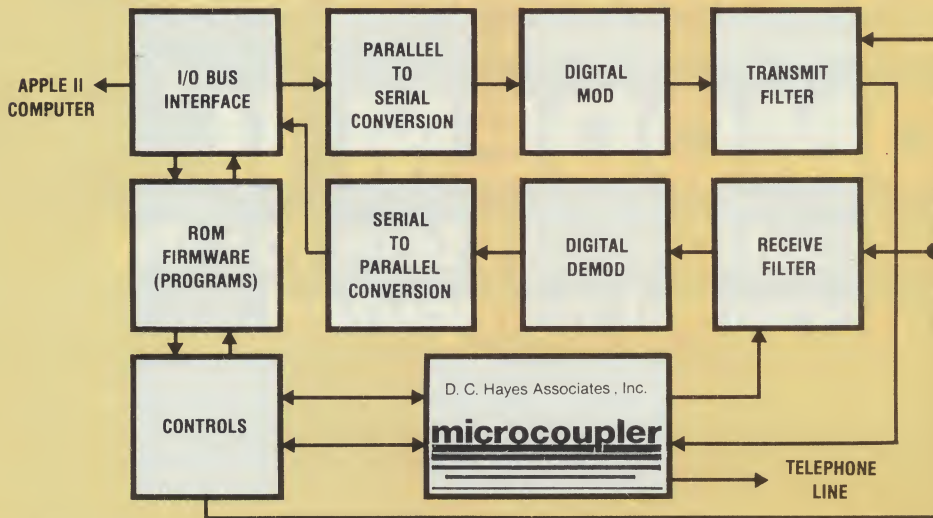 APPLE II
COMPUTER
I/O BUS
INTERFACE
PARALLEL
TO
SERIAL
CONVERSION
DIGITAL
MOD
TRANSMIT
FILTER
ROM
FIRMWARE
(PROGRAMS)
SERIAL
TO
PARALLEL
CONVERSION
DIGITAL
DEMOD
RECEIVE
FILTER
CONTROLS
D. C. Hayes Associates, Inc.
microcoupler
TELEPHONE
LINE